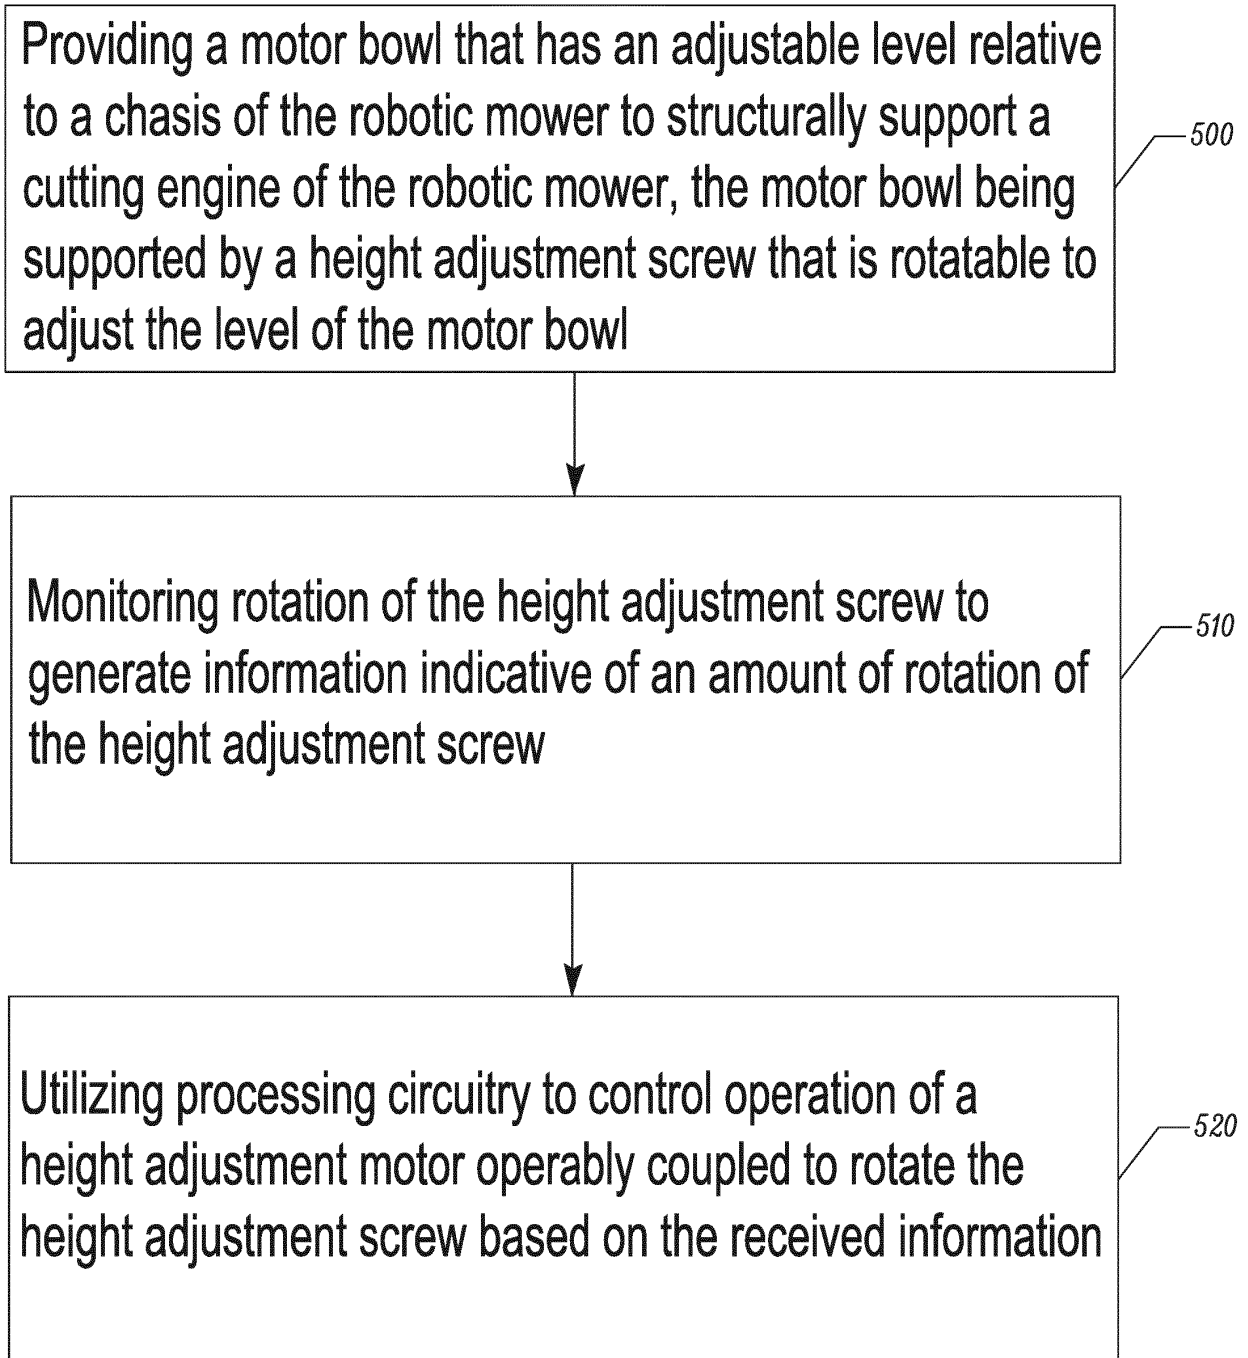 Providing a motor bowl that has an adjustable level relative
to a chasis of the robotic mower to structurally support a
cutting engine of the robotic mower, the motor bowl being
supported by a height adjustment screw that is rotatable to
adjust the level of the motor bowl
500
Monitoring rotation of the height adjustment screw to
generate information indicative of an amount of rotation of
the height adjustment screw
510
Utilizing processing circuitry to control operation of a
height adjustment motor operably coupled to rotate the
height adjustment screw based on the received information
520